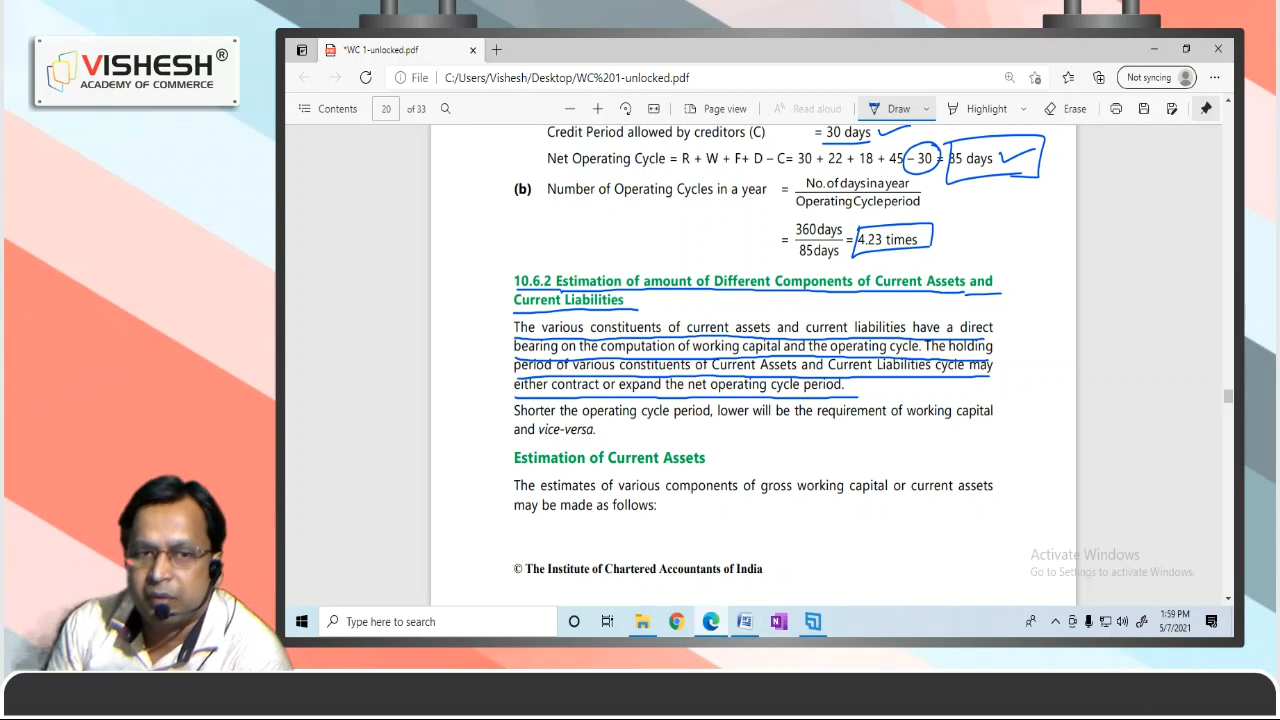 VISHESH®
ACADEMY OF COMMERCE
*WC 1-unlocked.pdf
File C:/Users/Vishesh/Desktop/WC%201-unlocked.pdf
Not syncing
Contents 20 of 33 Page view Read aloud Draw Highlight Erase
Credit Period allowed by creditors (C) = 30 days
Net Operating Cycle = R + W + F+ D – C= 30 + 22 + 18 + 45 – 30 = 85 days
(b) Number of Operating Cycles in a year = No. of days in a year
Operating Cycle period
= 360 days
85 days
= 4.23 times
10.6.2 Estimation of amount of Different Components of Current Assets and
Current Liabilities
The various constituents of current assets and current liabilities have a direct
bearing on the computation of working capital and the operating cycle. The holding
period of various constituents of Current Assets and Current Liabilities cycle may
either contract or expand the net operating cycle period.
Shorter the operating cycle period, lower will be the requirement of working capital
and vice-versa.
Estimation of Current Assets
The estimates of various components of gross working capital or current assets
may be made as follows:
Activate Windows
Go to Settings to activate Windows.
© The Institute of Chartered Accountants of India
Type here to search
1:59 PM
5/7/2021